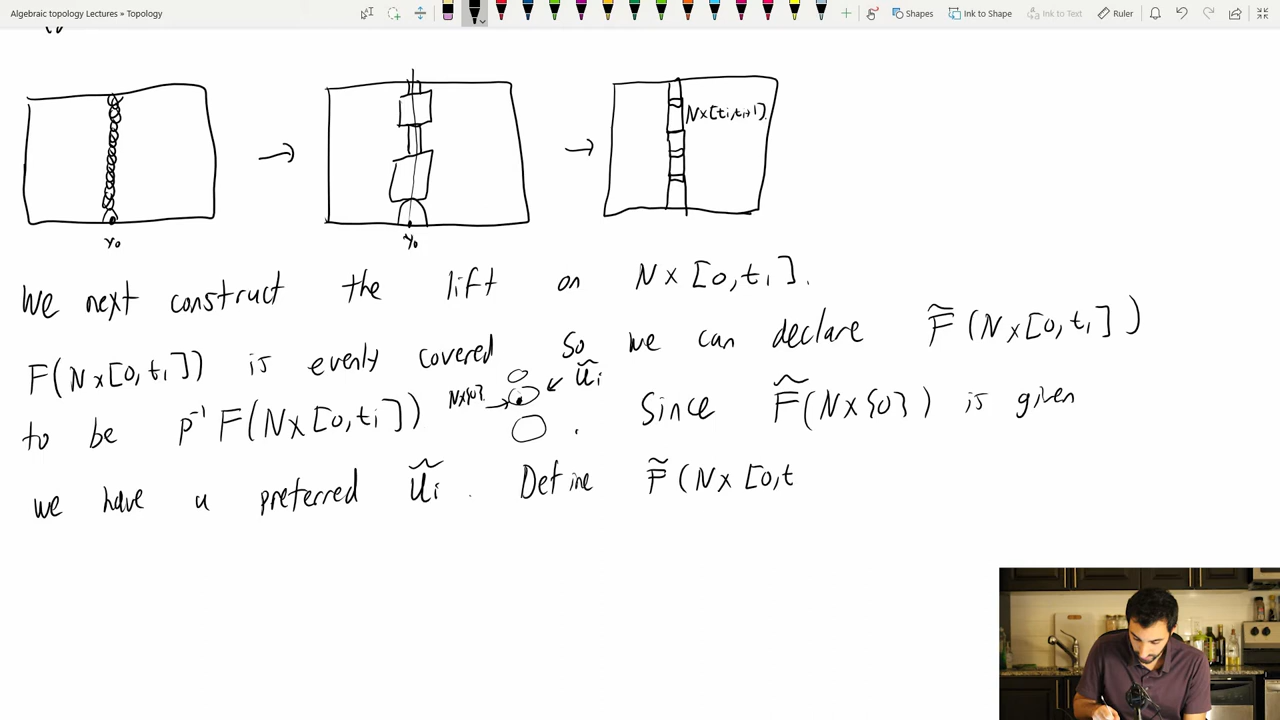 Algebraic topology Lectures » Topology
Shapes
Ink to Shape
Ink to Text
Ruler
N×[ti,ti+1]
y₀
y₀
We next construct the lift on N×[0,t₁].
F(N×[0,t₁]) is evenly covered So we can declare F̃(N×[0,t₁])
to be p⁻¹F(N×[0,t₁])
N×{0}
Ũi
. Since F̃(N×{0}) is given
we have a preferred Ũi. Define F̃(N×[0,t